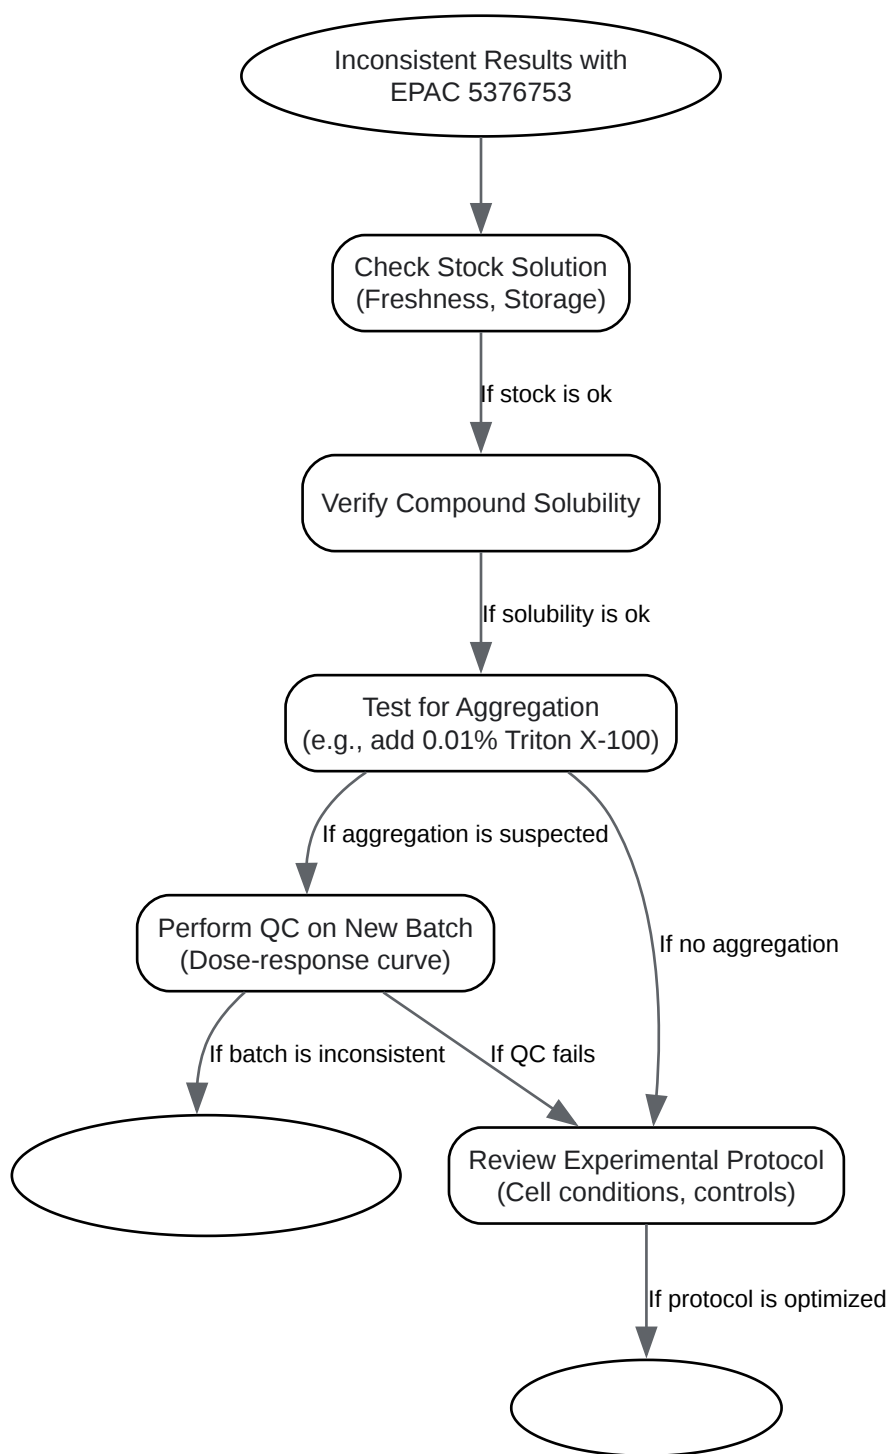 Inconsistent Results with
EPAC 5376753
Check Stock Solution
(Freshness, Storage)
If stock is ok
Verify Compound Solubility
If solubility is ok
Test for Aggregation
(e.g., add 0.01% Triton X-100)
If aggregation is suspected
Perform QC on New Batch
(Dose-response curve)
If no aggregation
If batch is inconsistent
If QC fails
Review Experimental Protocol
(Cell conditions, controls)
If protocol is optimized